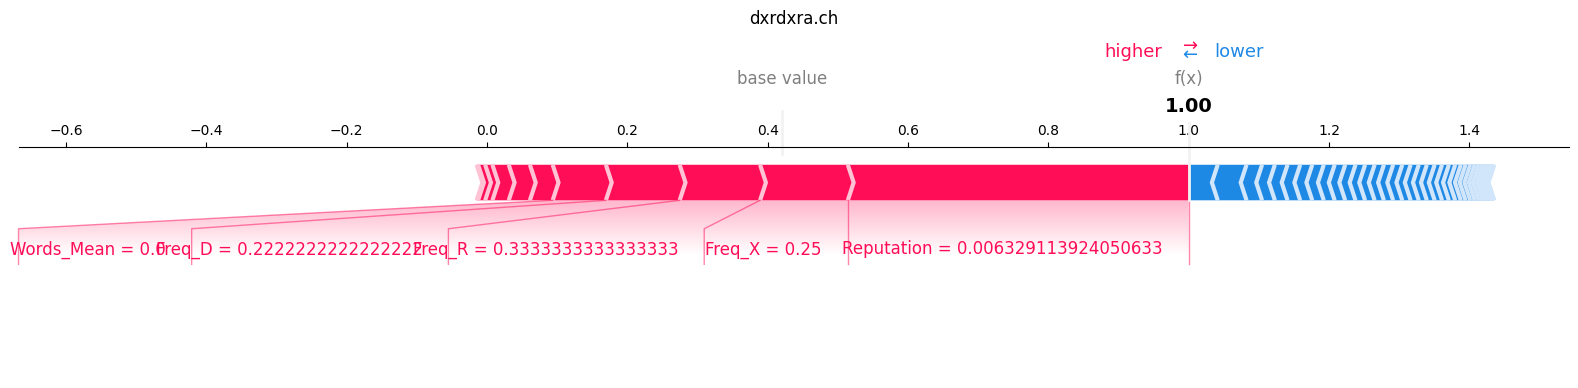 dxrdxra.ch
higher ⇄ lower
base value f(x)
1.00
−0.6 −0.4 −0.2 0.0 0.2 0.4 0.6 0.8 1.0 1.2 1.4
Words_Mean = 0.0 Freq_D = 0.2222222222222222 Freq_R = 0.3333333333333333 Freq_X = 0.25 Reputation = 0.006329113924050633